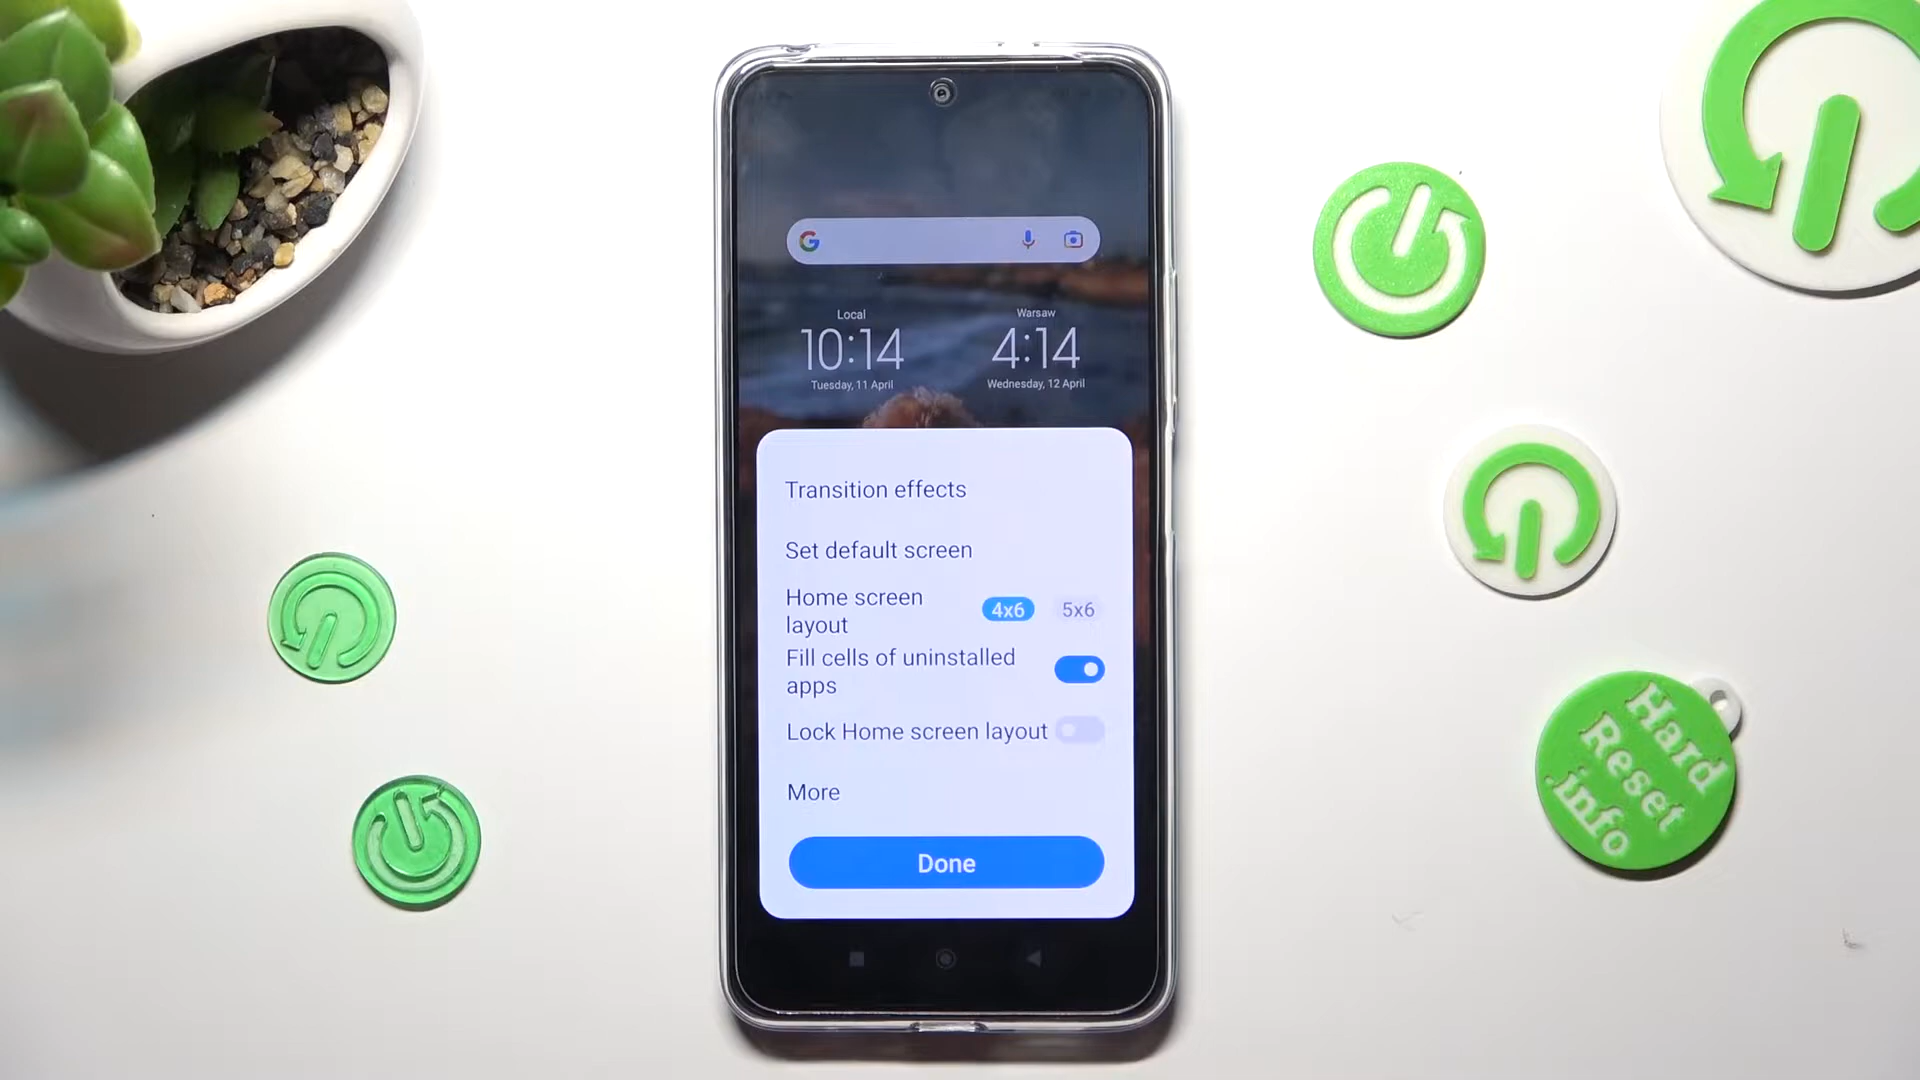 Local
10:14
Tuesday, 11 April
Warsaw
4:14
Wednesday, 12 April
Transition effects
Set default screen
Home screen
layout
4x6
5x6
Fill cells of uninstalled
apps
Lock Home screen layout
More
Done
Hard
Reset
.info